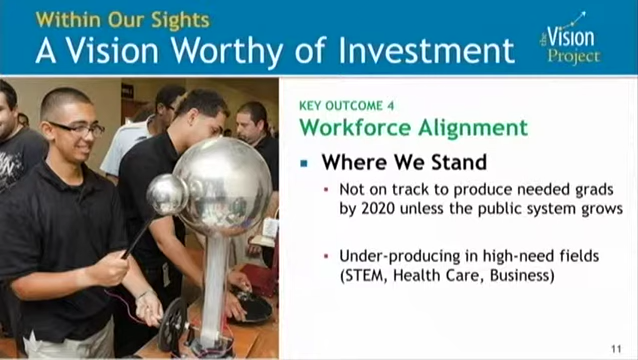 Within Our Sights
A Vision Worthy of Investment
the Vision
Project
KEY OUTCOME 4
Workforce Alignment
Where We Stand
Not on track to produce needed grads
by 2020 unless the public system grows
Under-producing in high-need fields
(STEM, Health Care, Business)
11